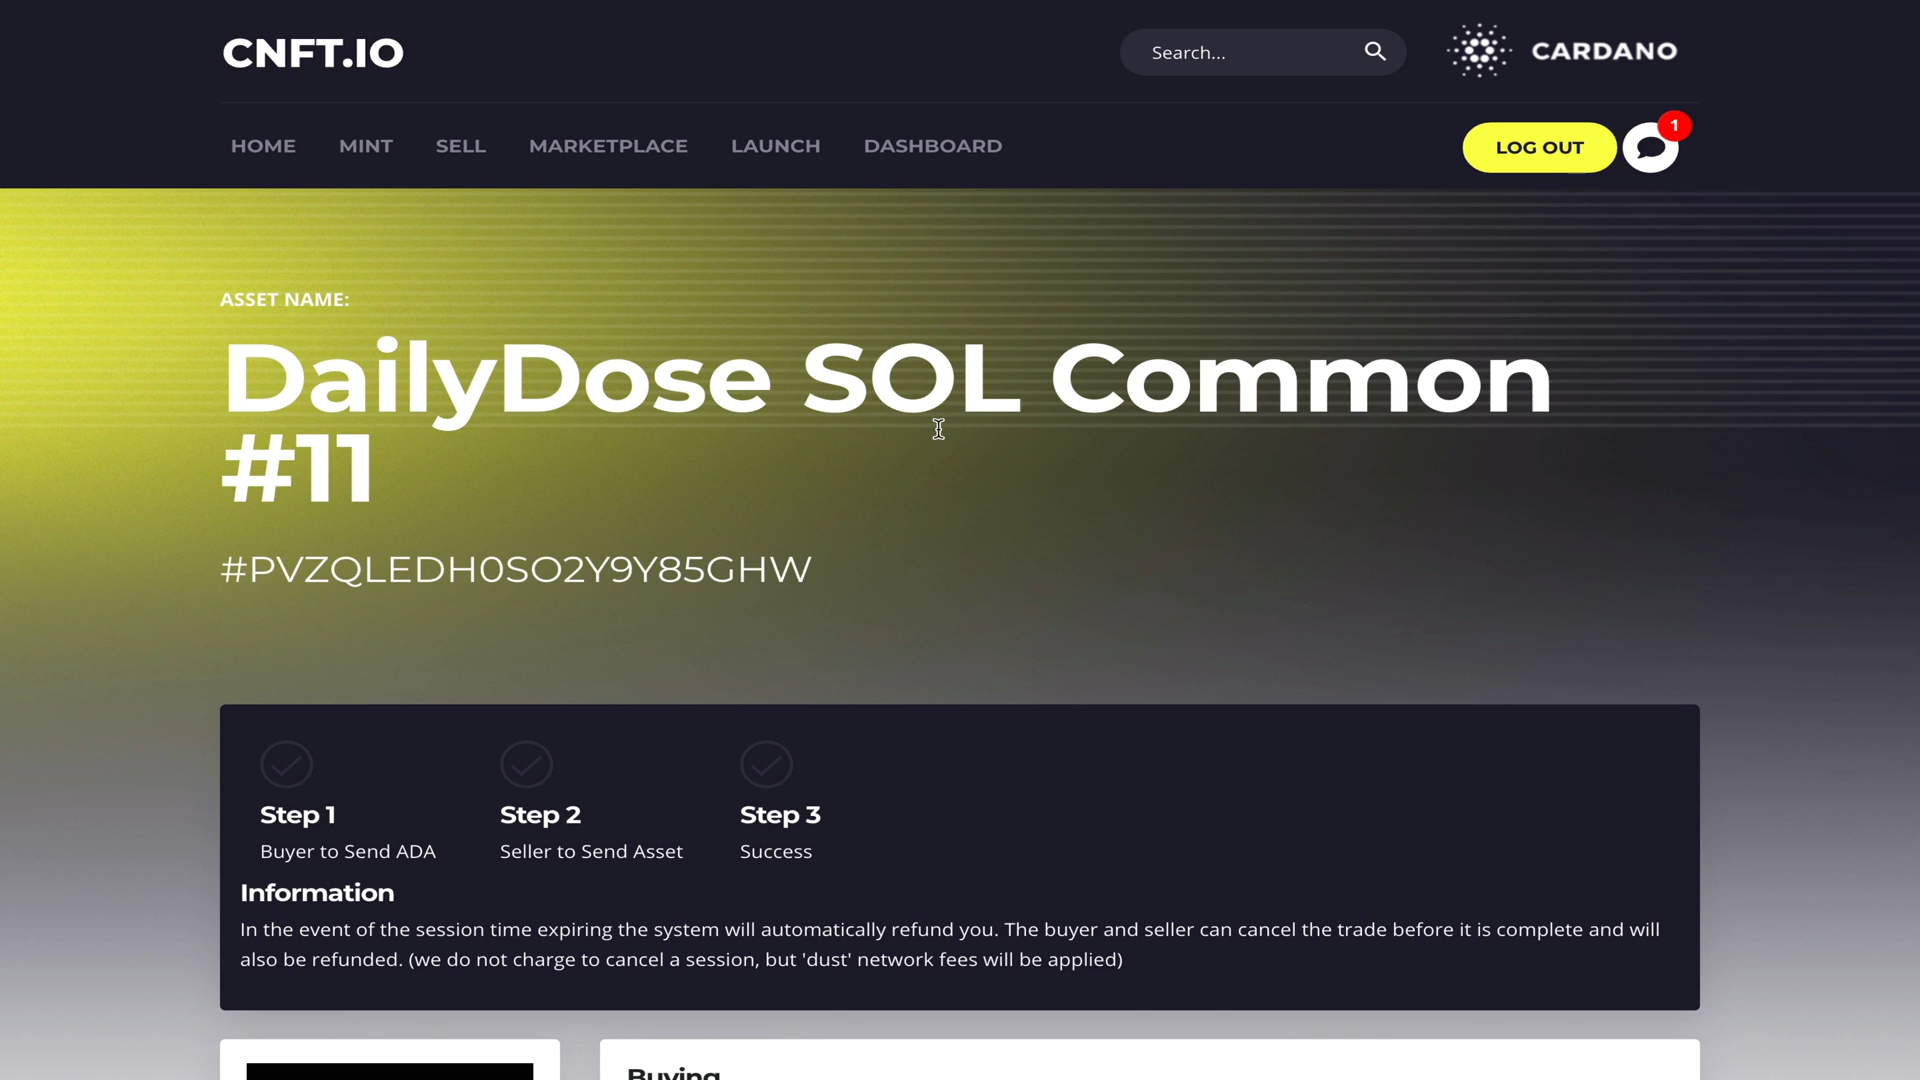 CNFT.IO
Search...
CARDANO
HOME MINT SELL MARKETPLACE LAUNCH DASHBOARD
LOG OUT
1
ASSET NAME:
DailyDose SOL Common
#11
#PVZQLEDH0SO2Y9Y85GHW
Step 1
Buyer to Send ADA
Step 2
Seller to Send Asset
Step 3
Success
Information
In the event of the session time expiring the system will automatically refund you. The buyer and seller can cancel the trade before it is complete and will
also be refunded. (we do not charge to cancel a session, but 'dust' network fees will be applied)
Buying